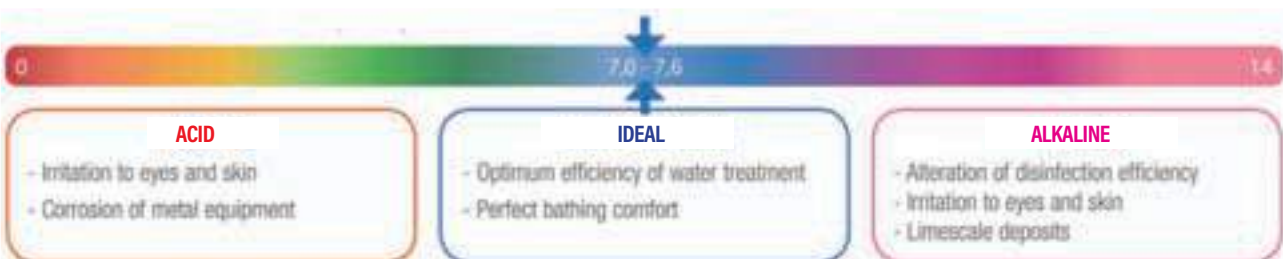 0
7.0 - 7.6
14
ACID
- Irritation to eyes and skin
- Corrosion of metal equipment
IDEAL
- Optimum efficiency of water treatment
- Perfect bathing comfort
ALKALINE
- Alteration of disinfection efficiency
- Irritation to eyes and skin
- Limescale deposits